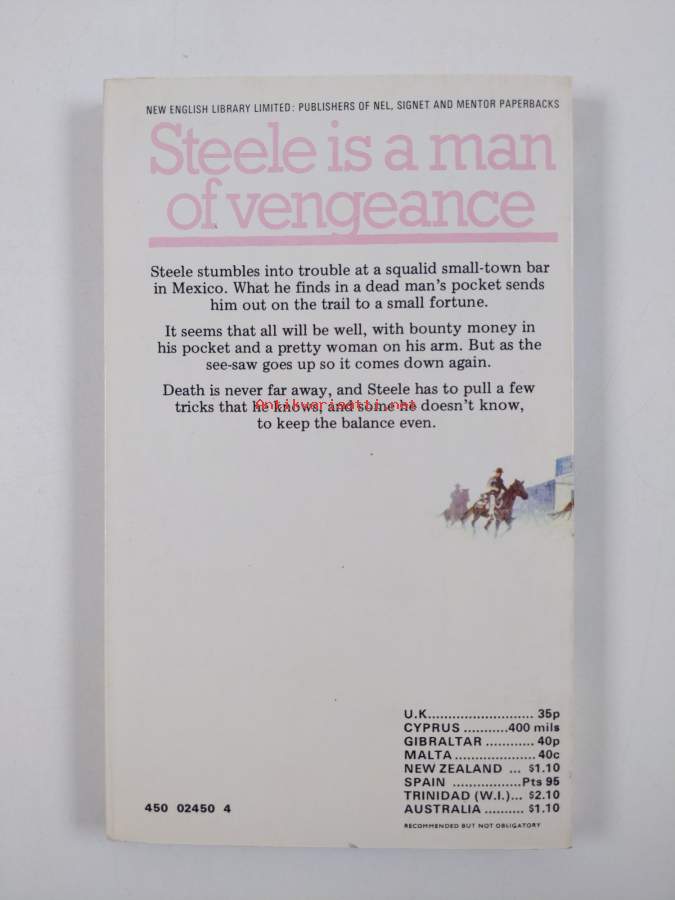 NEW ENGLISH LIBRARY LIMITED: PUBLISHERS OF NEL, SIGNET AND MENTOR PAPERBACKS
Steele is a man
of vengeance
Steele stumbles into trouble at a squalid small-town bar
in Mexico. What he finds in a dead man's pocket sends
him out on the trail to a small fortune.
It seems that all will be well, with bounty money in
his pocket and a pretty woman on his arm. But as the
see-saw goes up so it comes down again.
Death is never far away, and Steele has to pull a few
tricks that he knows, and some he doesn't know,
Antikvariaatti.net
to keep the balance even.
U.K.......................... 35p
CYPRUS ...........400 mils
GIBRALTAR ............ 40p
MALTA .................... 40c
NEW ZEALAND ... $1.10
SPAIN .................Pts 95
TRINIDAD (W.I.)... $2.10
AUSTRALIA .......... $1.10
RECOMMENDED BUT NOT OBLIGATORY
450 02450 4